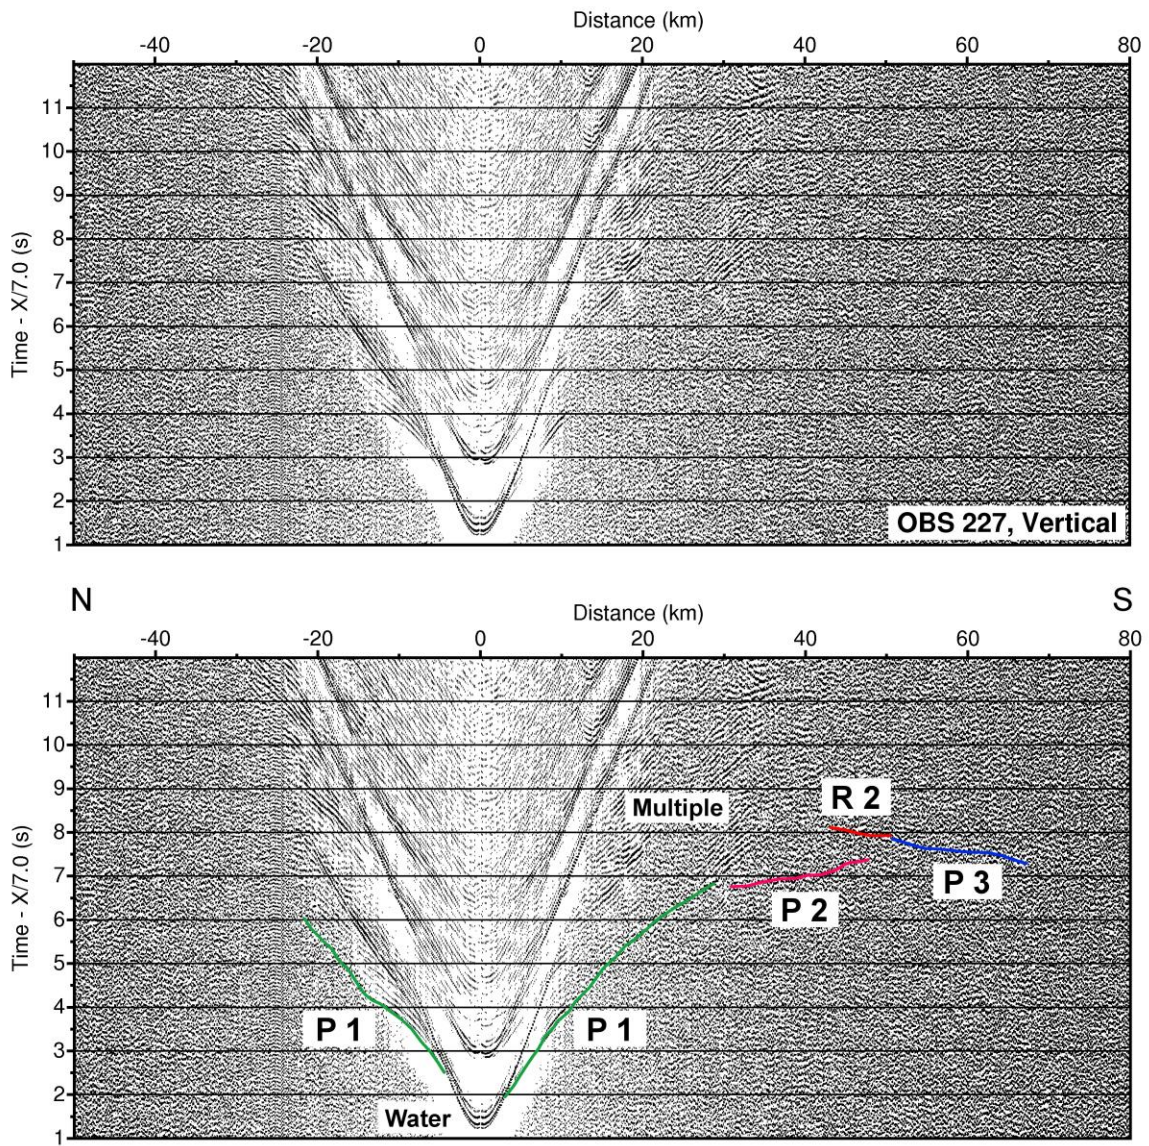 Distance (km)
-40 -20 0 20 40 60 80
Time - X/7.0 (s)
11
10
9
8
7
6
5
4
3
2
1
OBS 227, Vertical
N S
Distance (km)
-40 -20 0 20 40 60 80
Time - X/7.0 (s)
11
10
9
8
7
6
5
4
3
2
1
Multiple
R 2
P 3
P 2
P 1 P 1
Water